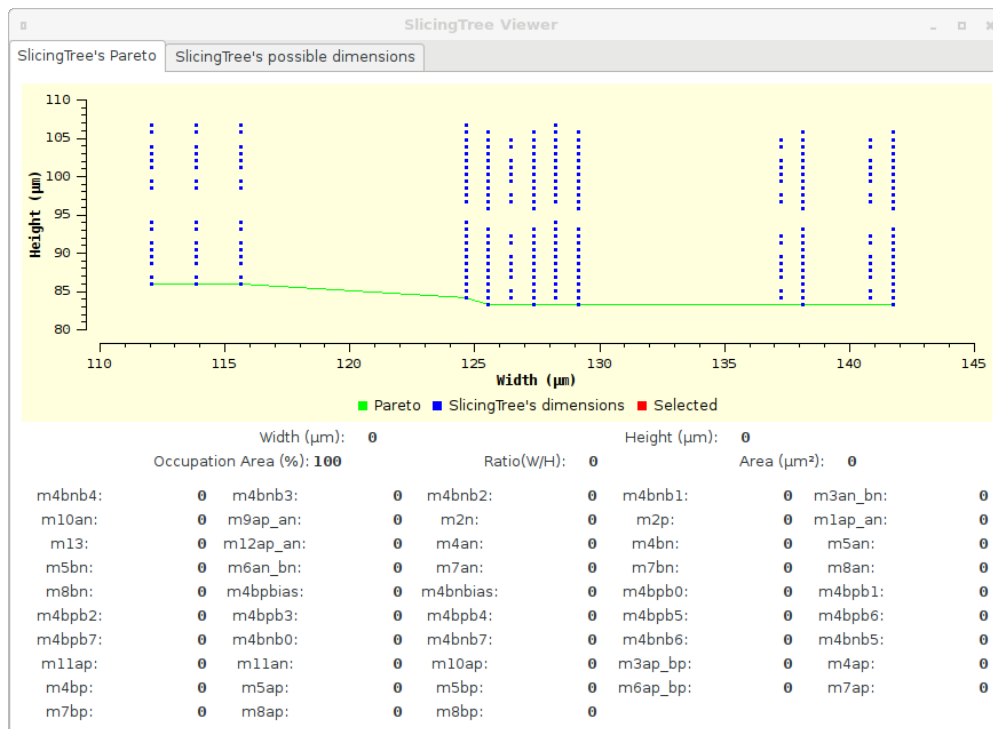 SlicingTree Viewer
SlicingTree's Pareto SlicingTree's possible dimensions
110
105
100
95
90
85
80
Height (µm)
110 115 120 125 130 135 140 145
Width (µm)
Pareto SlicingTree's dimensions Selected
Width (µm): 0 Height (µm): 0
Occupation Area (%): 100 Ratio(W/H): 0 Area (µm²): 0
m4bnb4: 0 m4bnb3: 0 m4bnb2: 0 m4bnb1: 0 m3an_bn: 0
m10an: 0 m9ap_an: 0 m2n: 0 m2p: 0 m1ap_an: 0
m13: 0 m12ap_an: 0 m4an: 0 m4bn: 0 m5an: 0
m5bn: 0 m6an_bn: 0 m7an: 0 m7bn: 0 m8an: 0
m8bn: 0 m4bpbias: 0 m4bnbias: 0 m4bpb0: 0 m4bpb1: 0
m4bpb2: 0 m4bpb3: 0 m4bpb4: 0 m4bpb5: 0 m4bpb6: 0
m4bpb7: 0 m4bnb0: 0 m4bnb7: 0 m4bnb6: 0 m4bnb5: 0
m11ap: 0 m11an: 0 m10ap: 0 m3ap_bp: 0 m4ap: 0
m4bp: 0 m5ap: 0 m5bp: 0 m6ap_bp: 0 m7ap: 0
m7bp: 0 m8ap: 0 m8bp: 0